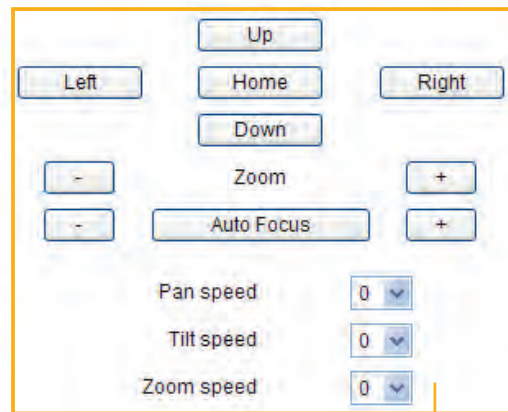 Up
Left Home Right
Down
- Zoom +
- Auto Focus +
Pan speed 0
Tilt speed 0
Zoom speed 0